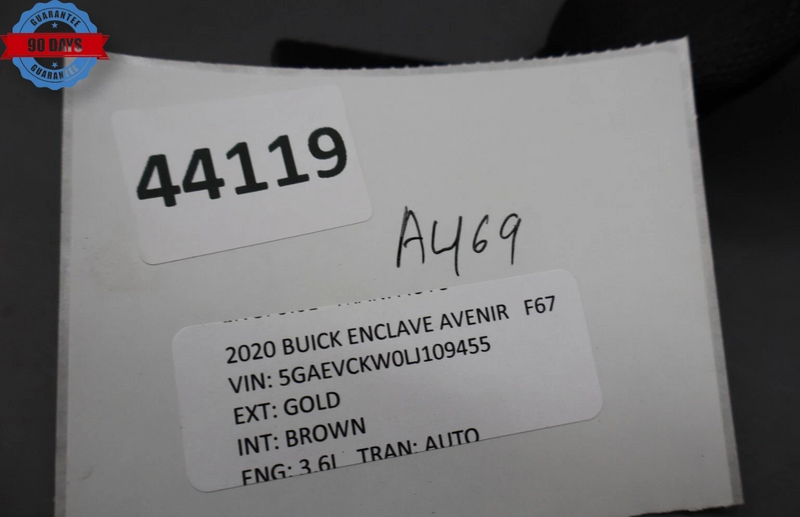 GUARANTEE
90 DAYS
GUARANTEE
44119
A469
2020 BUICK ENCLAVE AVENIR F67
VIN: 5GAEVCKW0LJ109455
EXT: GOLD
INT: BROWN
ENG: 3.6L TRAN: AUTO